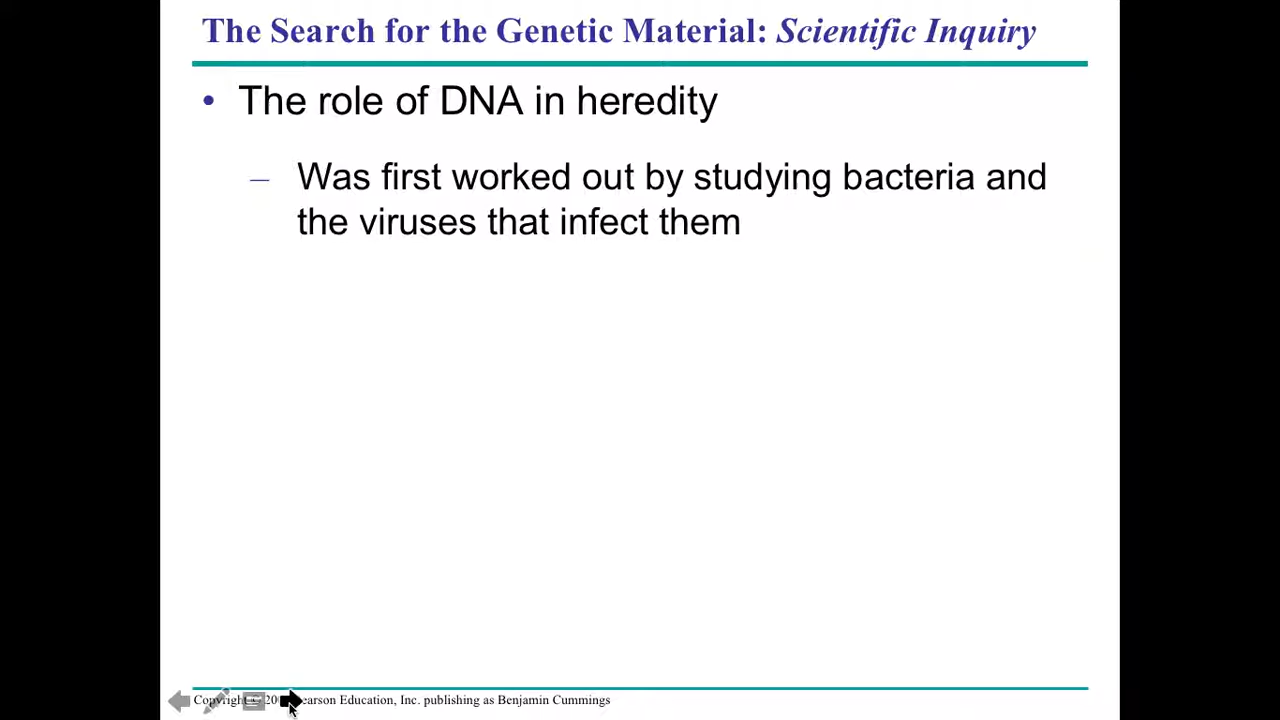 The Search for the Genetic Material: Scientific Inquiry
• The role of DNA in heredity
– Was first worked out by studying bacteria and
the viruses that infect them
Copyright © Education, Inc. publishing as Benjamin Cummings